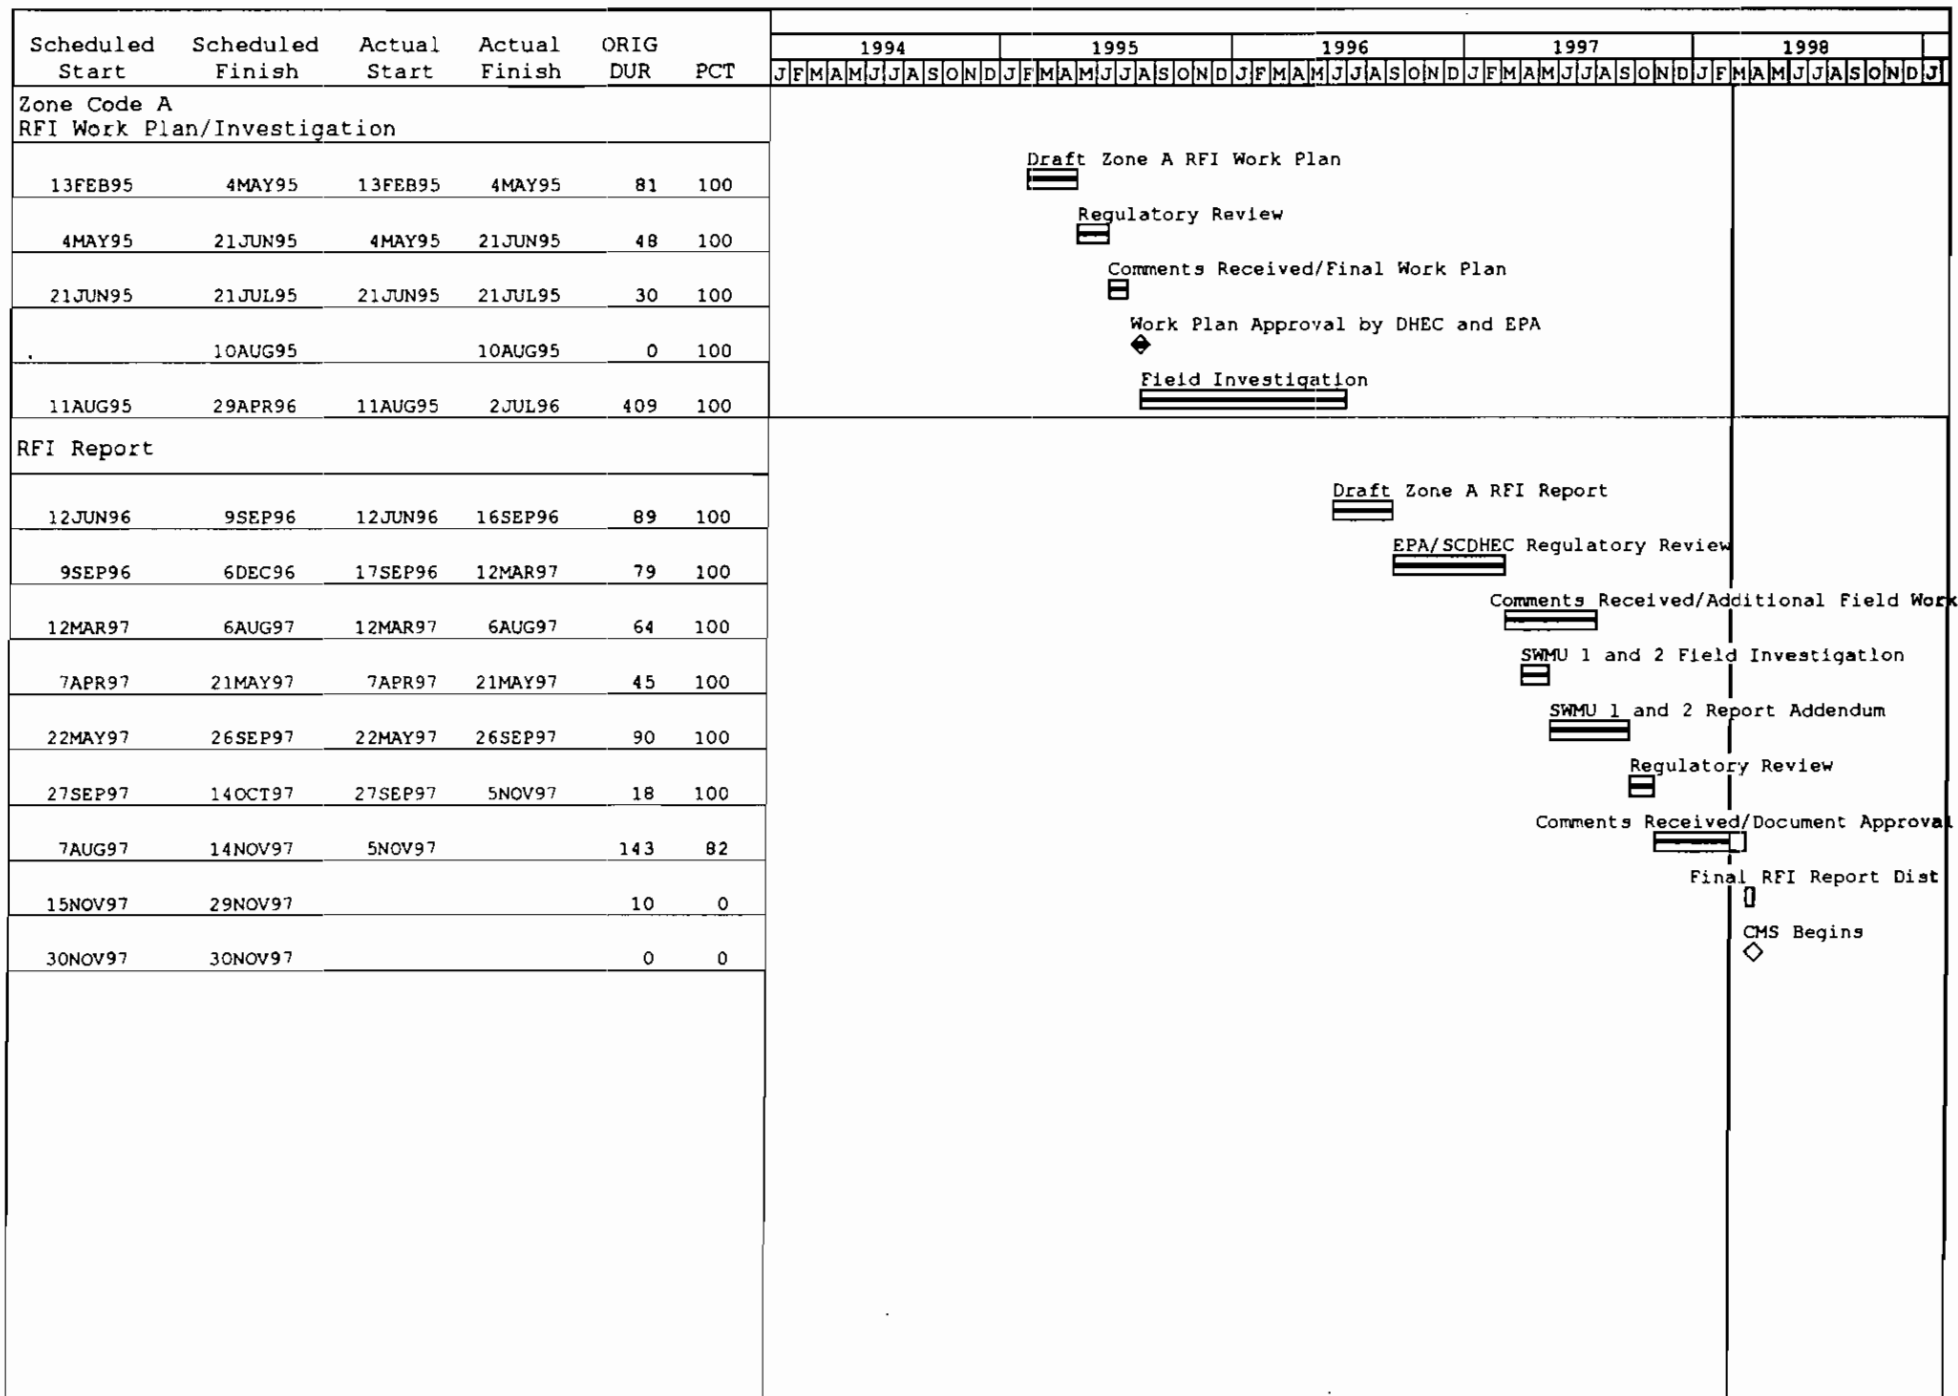 Scheduled Scheduled Actual Actual ORIG
Start Finish Start Finish DUR PCT
1994 1995 1996 1997 1998
J F M A M J J A S O N D J F M A M J J A S O N D J F M A M J J A S O N D J F M A M J J A S O N D J F M A M J J A S O N D J
Zone Code A
RFI Work Plan/Investigation
Draft Zone A RFI Work Plan
13FEB95 4MAY95 13FEB95 4MAY95 81 100
Regulatory Review
4MAY95 21JUN95 4MAY95 21JUN95 48 100
Comments Received/Final Work Plan
21JUN95 21JUL95 21JUN95 21JUL95 30 100
Work Plan Approval by DHEC and EPA
10AUG95 10AUG95 0 100
Field Investigation
11AUG95 29APR96 11AUG95 2JUL96 409 100
RFI Report
Draft Zone A RFI Report
12JUN96 9SEP96 12JUN96 16SEP96 89 100
EPA/SCDHEC Regulatory Review
9SEP96 6DEC96 17SEP96 12MAR97 79 100
Comments Received/Additional Field Work
12MAR97 6AUG97 12MAR97 6AUG97 64 100
SWMU 1 and 2 Field Investigation
7APR97 21MAY97 7APR97 21MAY97 45 100
SWMU 1 and 2 Report Addendum
22MAY97 26SEP97 22MAY97 26SEP97 90 100
Regulatory Review
27SEP97 14OCT97 27SEP97 5NOV97 18 100
Comments Received/Document Approval
7AUG97 14NOV97 5NOV97 143 82
Final RFI Report Dist
15NOV97 29NOV97 10 0
CMS Begins
30NOV97 30NOV97 0 0